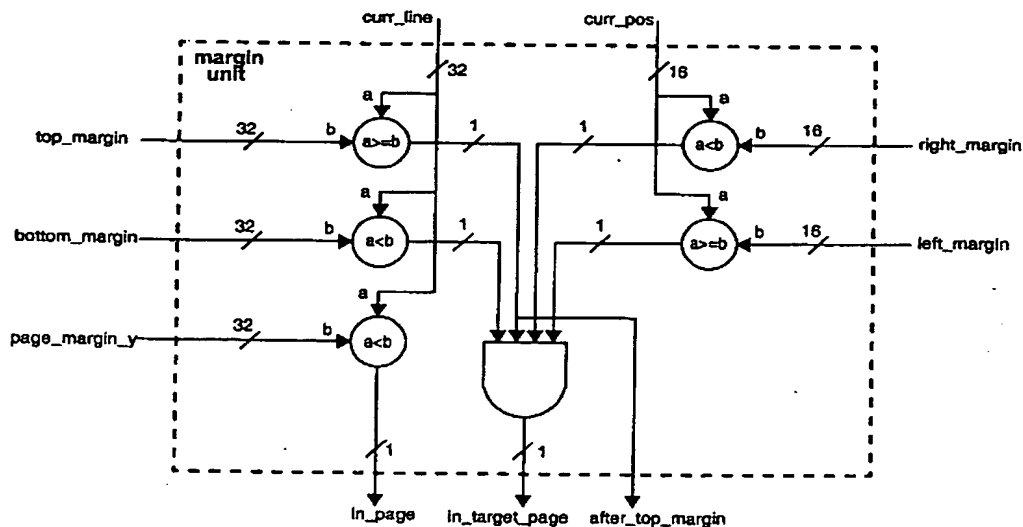 curr_line
curr_pos
margin
unit
32
16
a
a
top_margin
32
b
a>=b
1
1
a<b
b
16
right_margin
a
a
bottom_margin
32
b
a<b
1
1
a>=b
b
16
left_margin
a
page_margin_y
32
b
a<b
1
1
in_page
in_target_page
after_top_margin